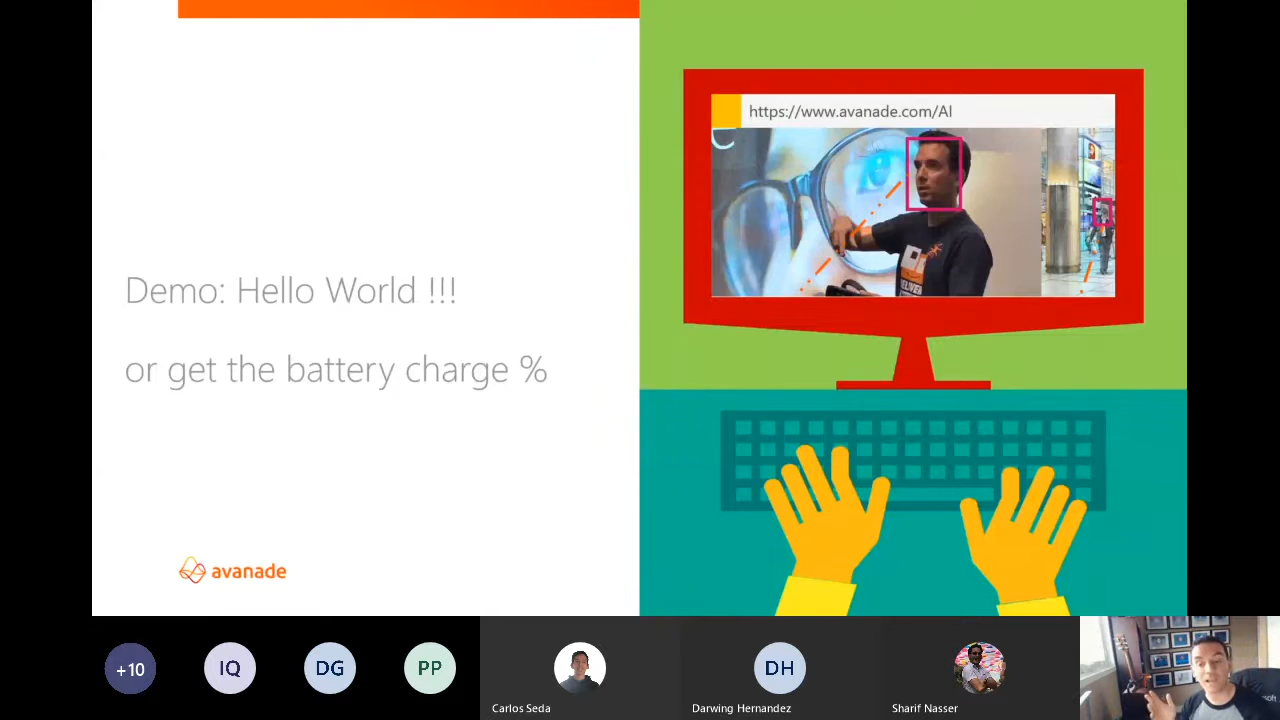 Demo: Hello World !!!
or get the battery charge %
avanade
https://www.avanade.com/AI
+10
IQ
DG
PP
Carlos Seda
DH
Darwing Hernandez
Sharif Nasser